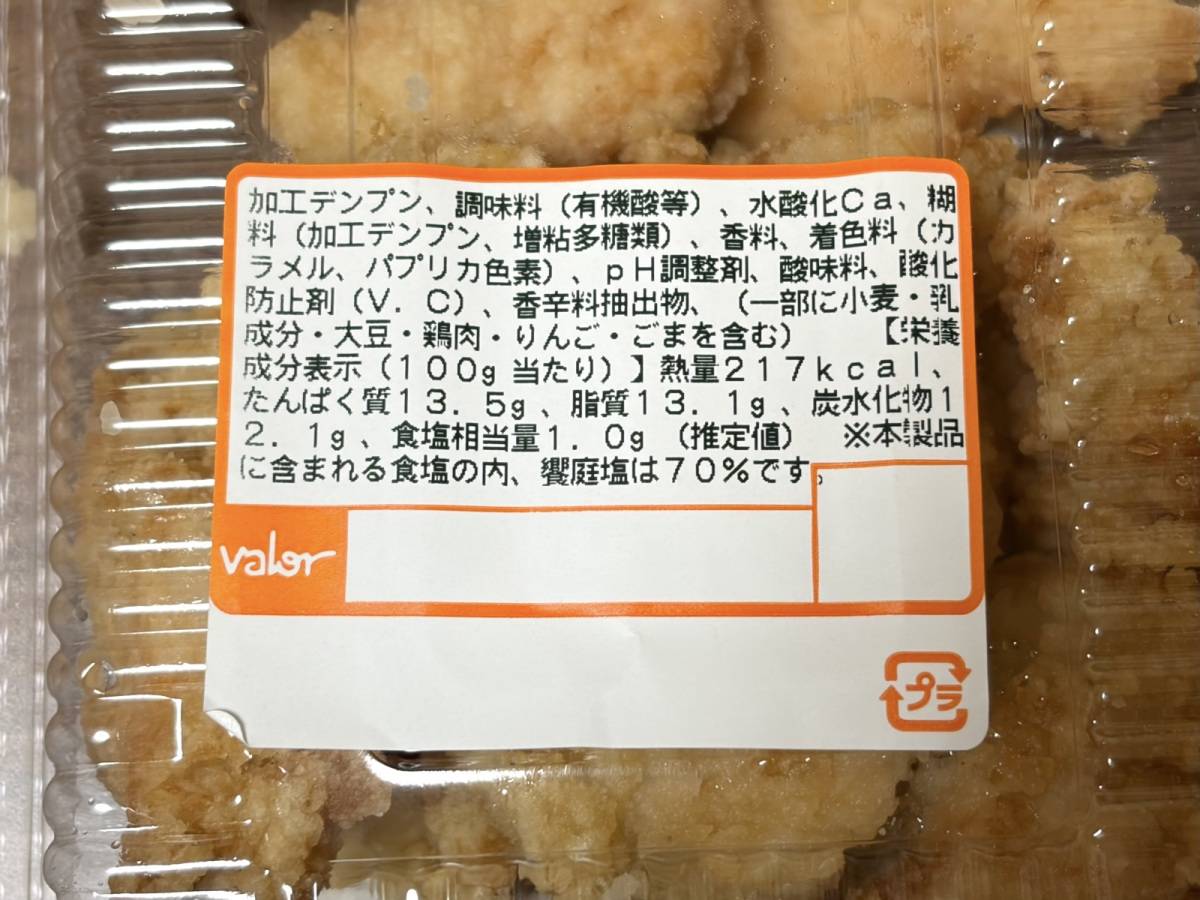 加工デンプン、調味料（有機酸等）、水酸化Ｃａ、糊
料（加工デンプン、増粘多糖類）、香料、着色料（カ
ラメル、パプリカ色素）、ｐＨ調整剤、酸味料、酸化
防止剤（Ｖ．Ｃ）、香辛料抽出物、（一部に小麦・乳
成分・大豆・鶏肉・りんご・ごまを含む）　【栄養
成分表示（１００g 当たり）】熱量２１７ｋｃａｌ、
たんぱく質１３．５g 、脂質１３．１g 、炭水化物１
２．１g 、食塩相当量１．０g （推定値）　※本製品
に含まれる食塩の内、饗庭塩は７０％です。
valor
プラ